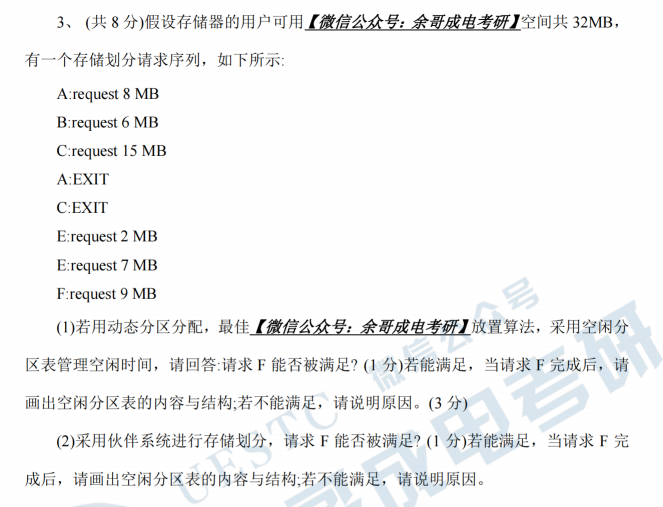 3、 (共 8 分)假设存储器的用户可用【微信公众号：余哥成电考研】空间共 32MB，
有一个存储划分请求序列，如下所示:
A:request 8 MB
B:request 6 MB
C:request 15 MB
A:EXIT
C:EXIT
E:request 2 MB
E:request 7 MB
F:request 9 MB
(1)若用动态分区分配，最佳【微信公众号：余哥成电考研】放置算法，采用空闲分
区表管理空闲时间，请回答:请求 F 能否被满足? (1 分)若能满足，当请求 F 完成后，请
画出空闲分区表的内容与结构;若不能满足，请说明原因。(3 分)
(2)采用伙伴系统进行存储划分，请求 F 能否被满足? (1 分)若能满足，当请求 F 完
成后，请画出空闲分区表的内容与结构;若不能满足，请说明原因。
UESTC
微信公众号
哥成电考研